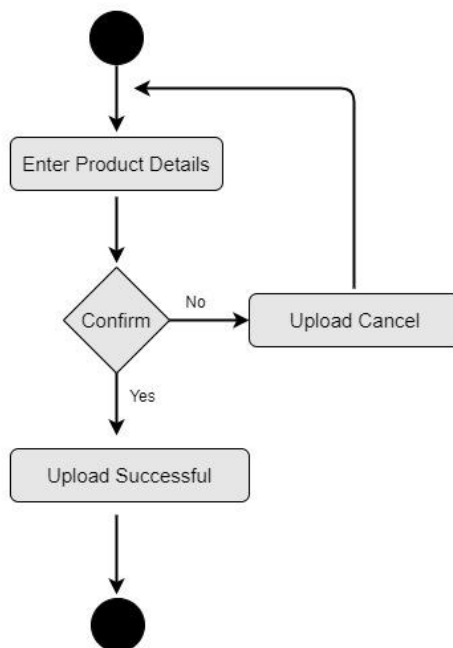 Enter Product Details
Confirm
No
Upload Cancel
Yes
Upload Successful